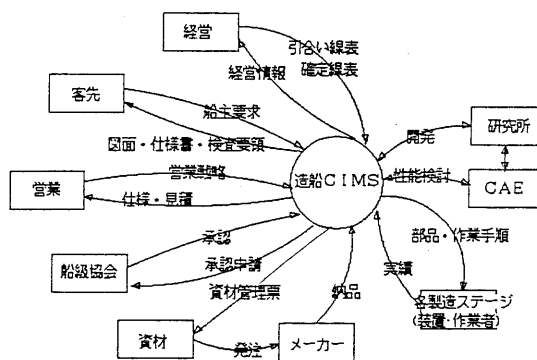 経営
引合い線表
確定線表
経営情報
客先
船主要求
図面・仕様書・検査要領
開発
研究所
営業
営業戦略
仕様・見積
造船CIMS
性能検討
CAE
承認
承認申請
船級協会
部品・作業手順
実績
資材管理票
納品
各製造ステージ
(装置・作業者)
資材
発注
メーカー